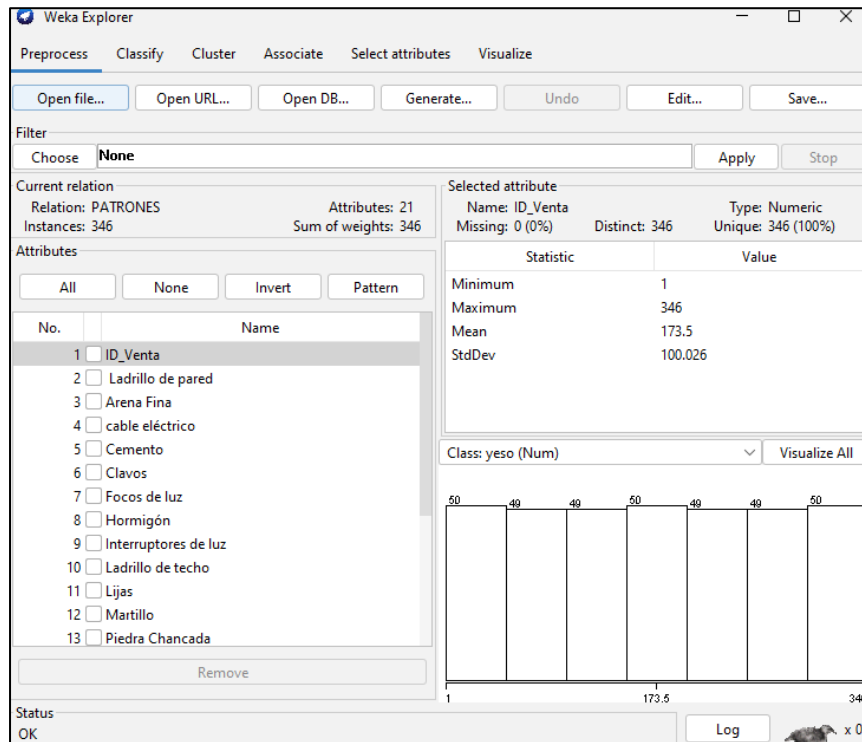 Weka Explorer
Preprocess Classify Cluster Associate Select attributes Visualize
Open file... Open URL... Open DB... Generate... Undo Edit... Save...
Filter
Choose None Apply Stop
Current relation
Relation: PATRONES Attributes: 21
Instances: 346 Sum of weights: 346
Attributes
All None Invert Pattern
No. Name
1 ID_Venta
2 Ladrillo de pared
3 Arena Fina
4 cable eléctrico
5 Cemento
6 Clavos
7 Focos de luz
8 Hormigón
9 Interruptores de luz
10 Ladrillo de techo
11 Lijas
12 Martillo
13 Piedra Chancada
Remove
Selected attribute
Name: ID_Venta Type: Numeric
Missing: 0 (0%) Distinct: 346 Unique: 346 (100%)
Statistic Value
Minimum 1
Maximum 346
Mean 173.5
StdDev 100.026
Class: yeso (Num) Visualize All
50 49 49 50 49 49 50
1 173.5 34
Status
OK Log x 0